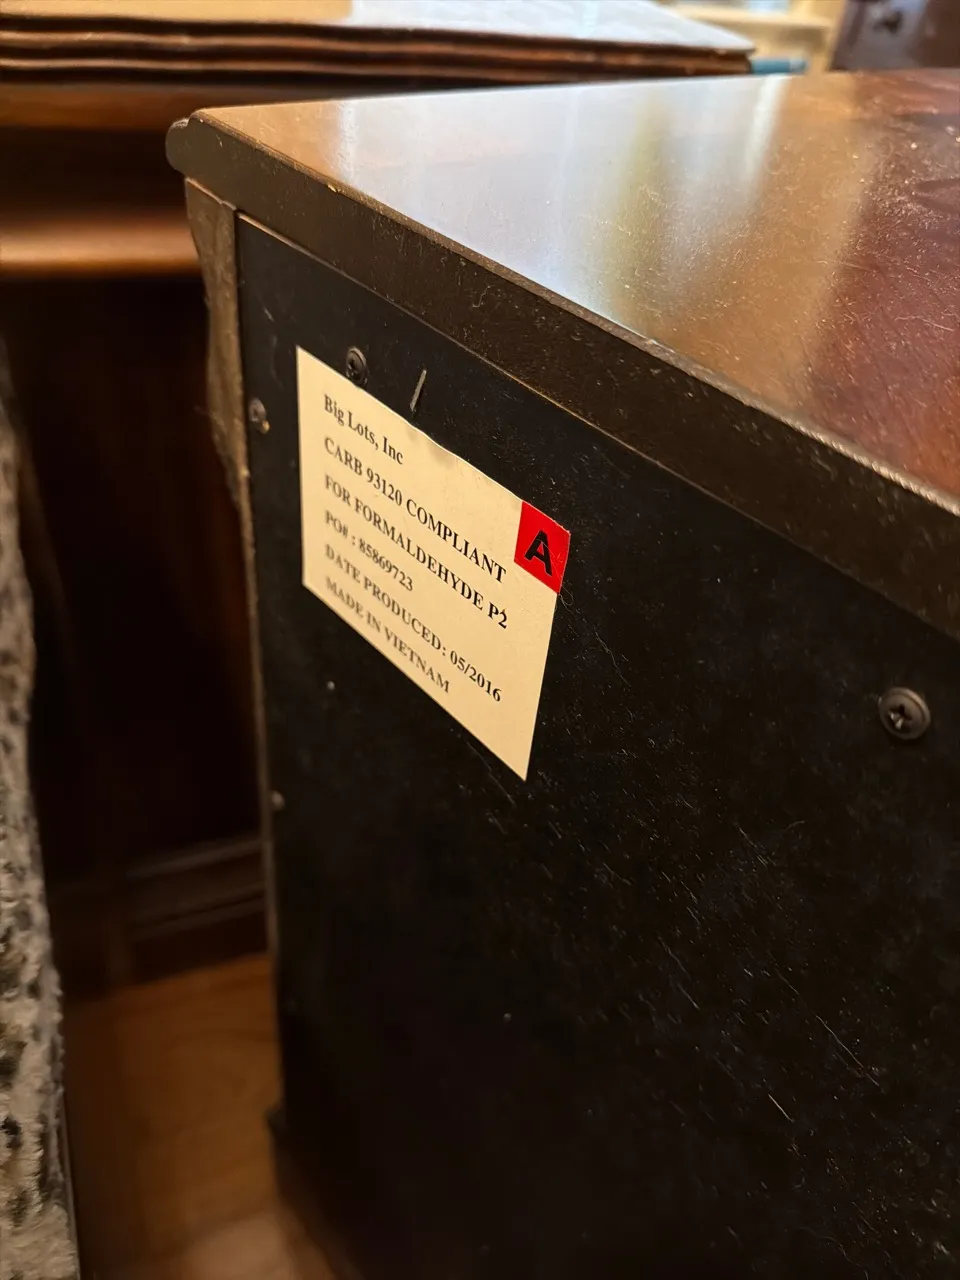 Big Lots, Inc
CARB 93120 COMPLIANT
FOR FORMALDEHYDE P2
PO# : 85869723
DATE PRODUCED: 05/2016
MADE IN VIETNAM
A